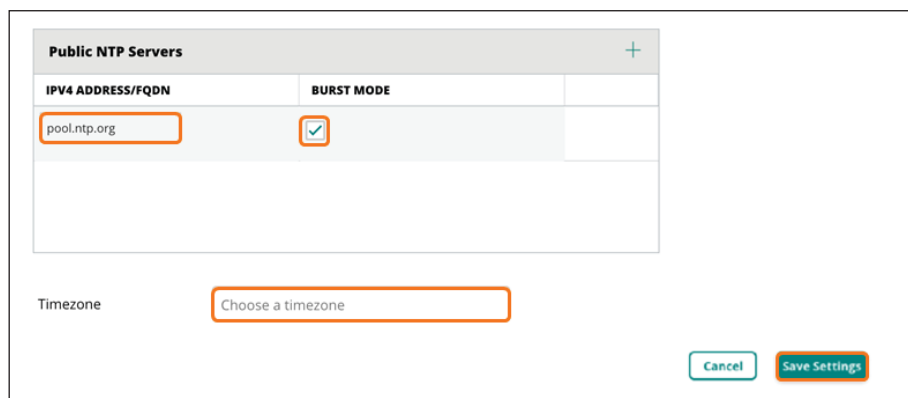 Public NTP Servers
IPV4 ADDRESS/FQDN BURST MODE
pool.ntp.org
Timezone Choose a timezone
Cancel Save Settings